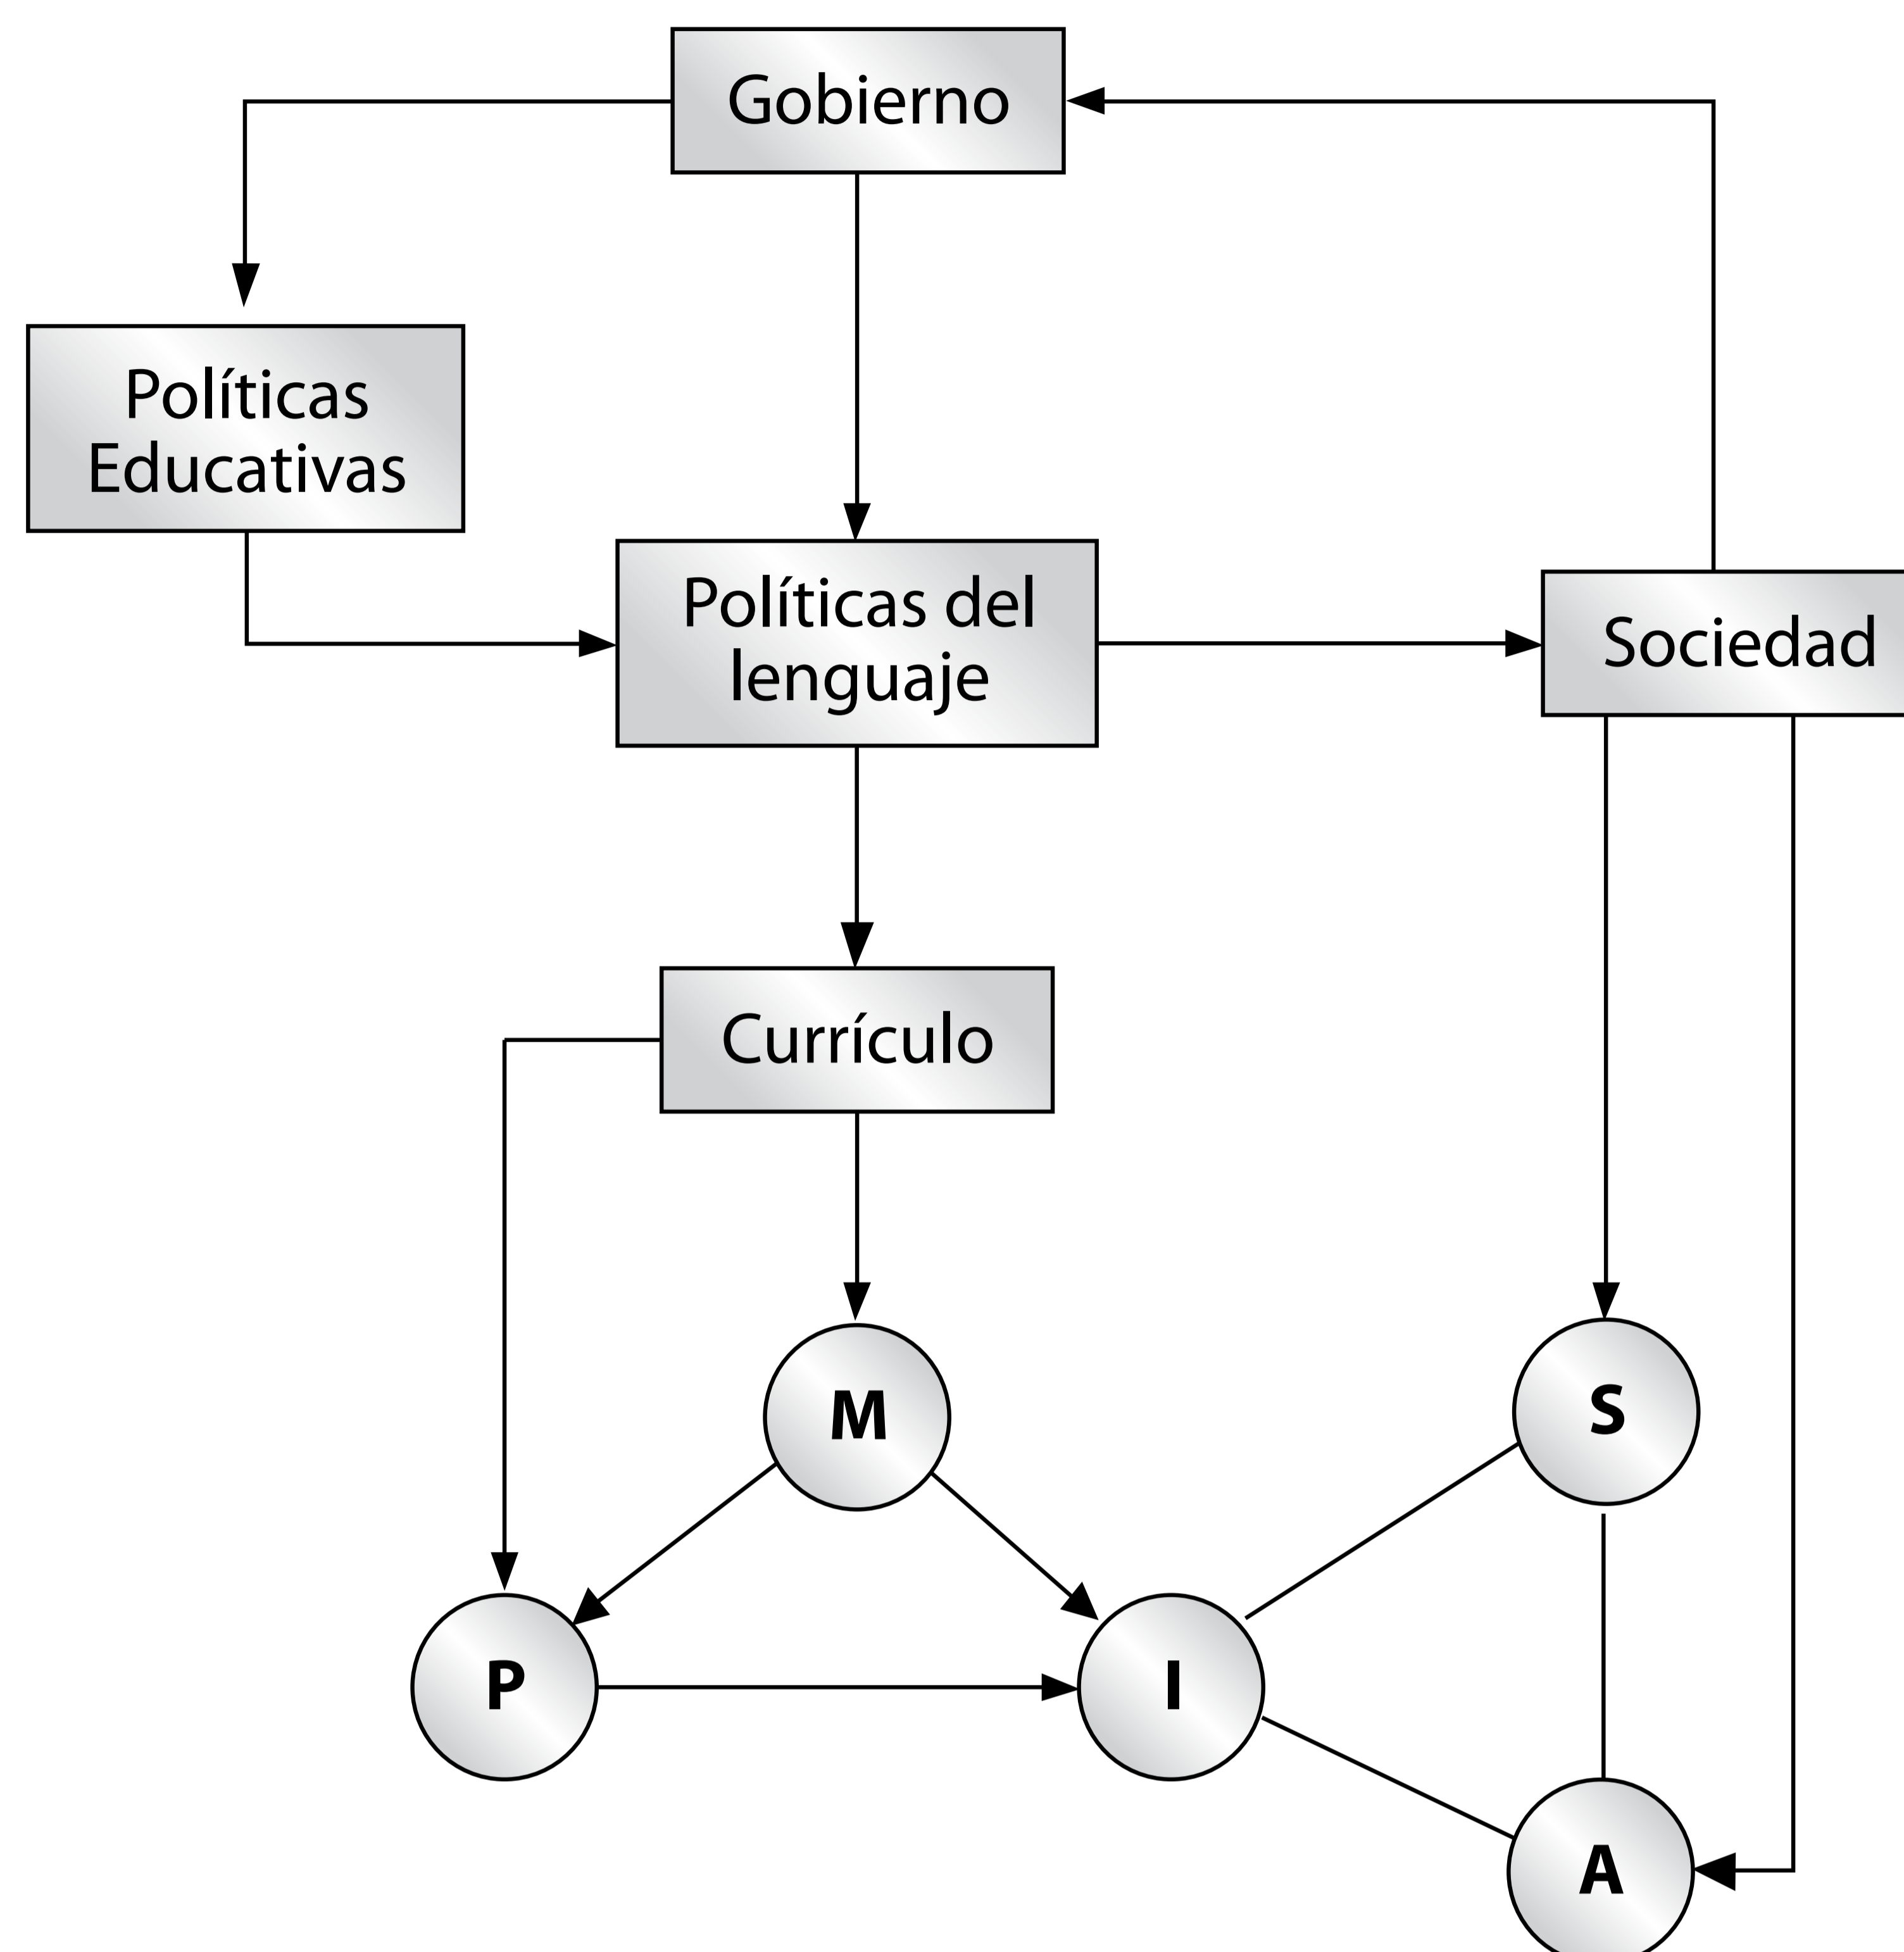 Gobierno
Políticas
Educativas
Políticas del
lenguaje
Sociedad
Currículo
M
S
P
I
A